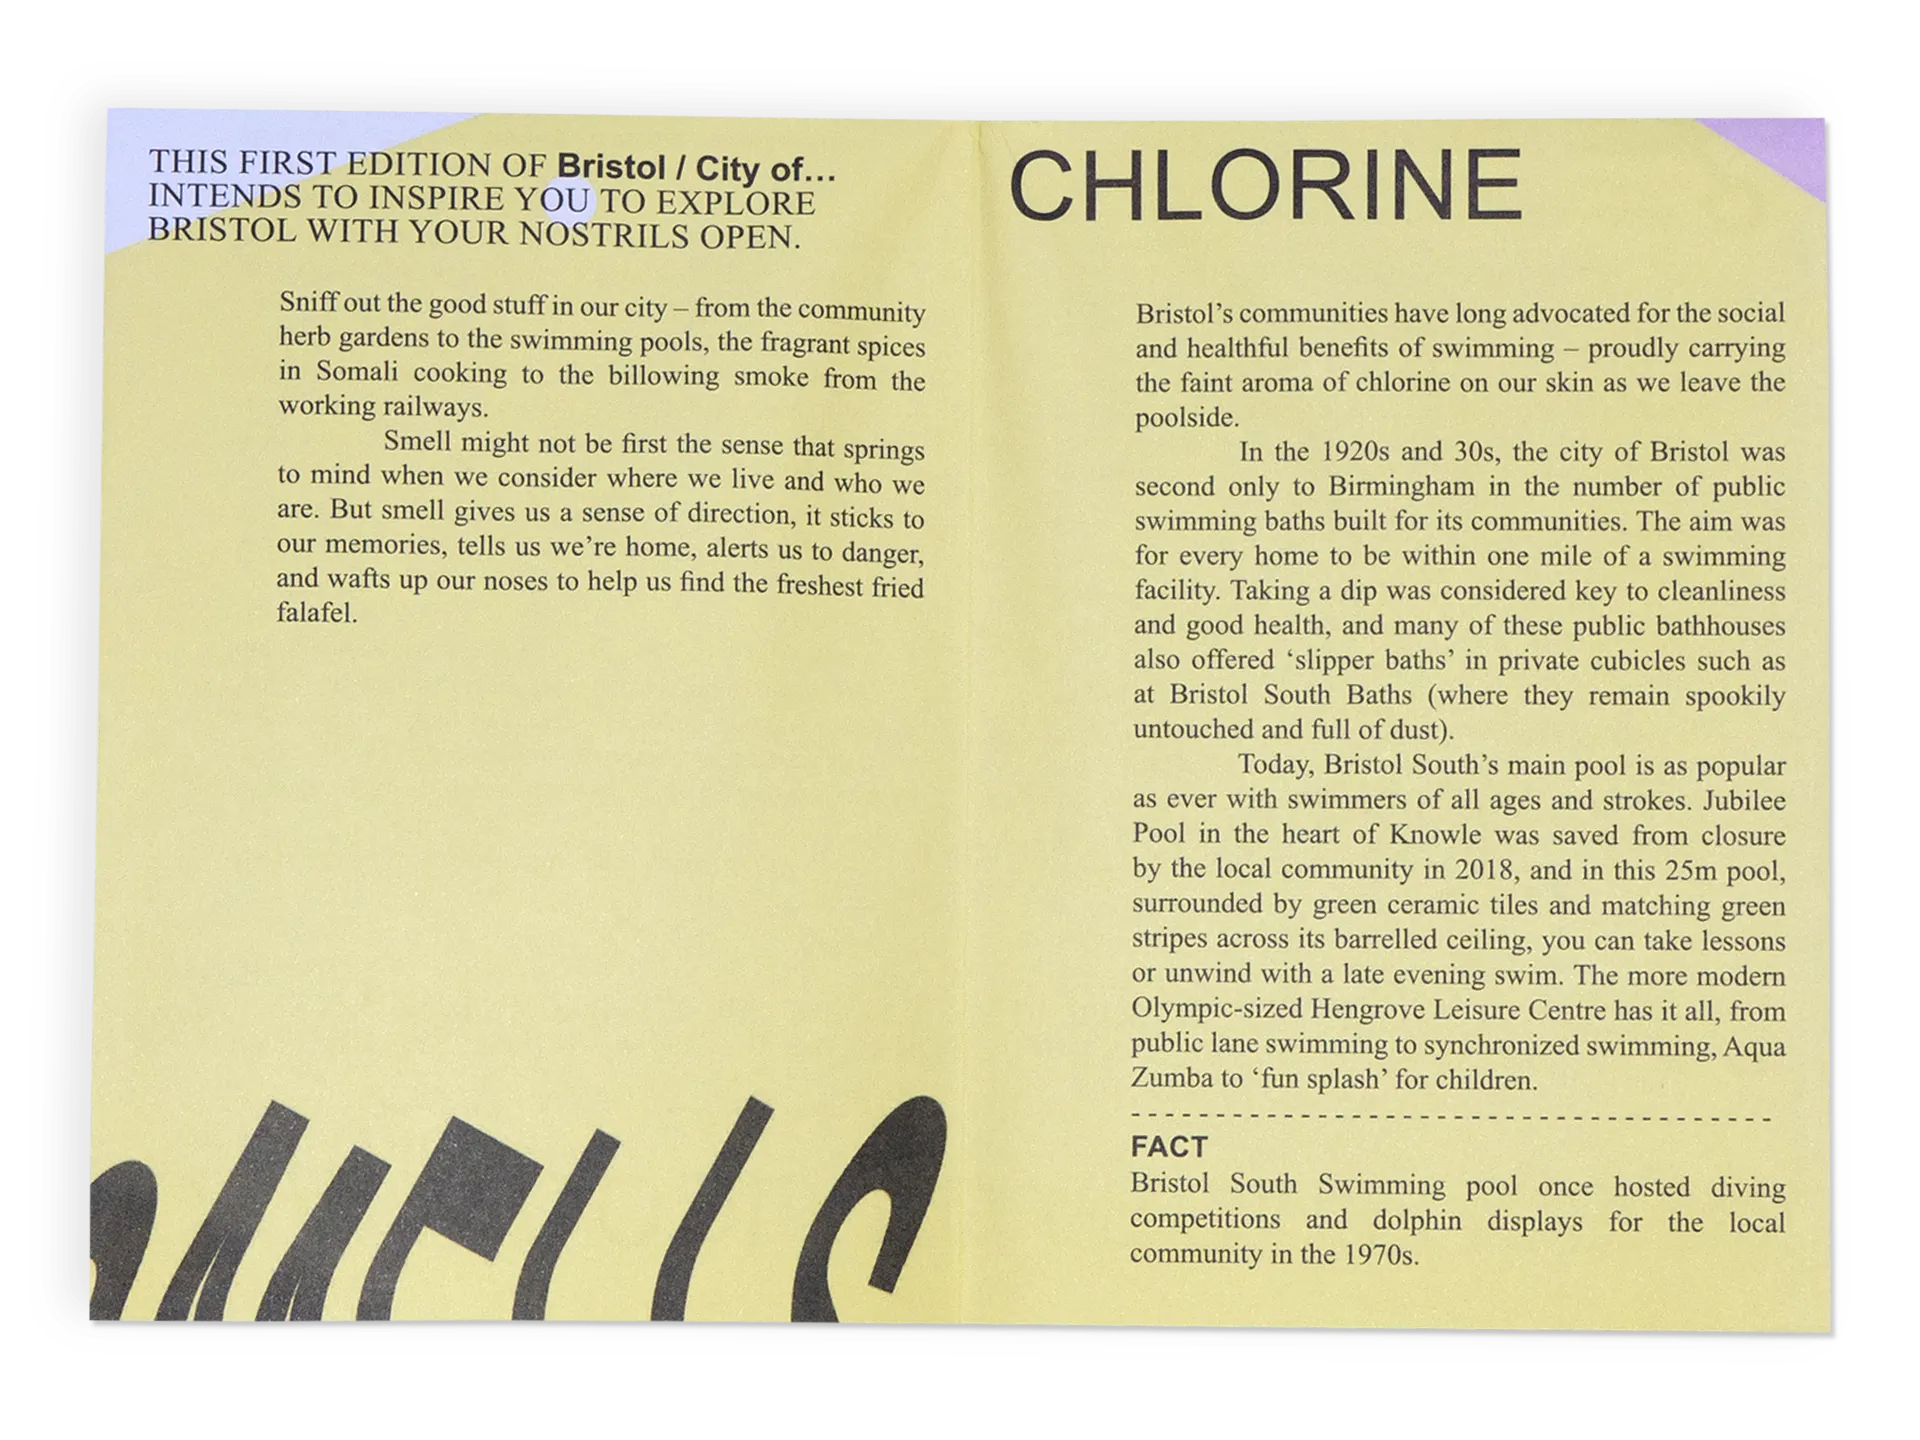 THIS FIRST EDITION OF Bristol / City of...
INTENDS TO INSPIRE YOU TO EXPLORE
BRISTOL WITH YOUR NOSTRILS OPEN.
Sniff out the good stuff in our city – from the community
herb gardens to the swimming pools, the fragrant spices
in Somali cooking to the billowing smoke from the
working railways.
Smell might not be first the sense that springs
to mind when we consider where we live and who we
are. But smell gives us a sense of direction, it sticks to
our memories, tells us we’re home, alerts us to danger,
and wafts up our noses to help us find the freshest fried
falafel.
SMELLS
CHLORINE
Bristol’s communities have long advocated for the social
and healthful benefits of swimming – proudly carrying
the faint aroma of chlorine on our skin as we leave the
poolside.
In the 1920s and 30s, the city of Bristol was
second only to Birmingham in the number of public
swimming baths built for its communities. The aim was
for every home to be within one mile of a swimming
facility. Taking a dip was considered key to cleanliness
and good health, and many of these public bathhouses
also offered ‘slipper baths’ in private cubicles such as
at Bristol South Baths (where they remain spookily
untouched and full of dust).
Today, Bristol South’s main pool is as popular
as ever with swimmers of all ages and strokes. Jubilee
Pool in the heart of Knowle was saved from closure
by the local community in 2018, and in this 25m pool,
surrounded by green ceramic tiles and matching green
stripes across its barrelled ceiling, you can take lessons
or unwind with a late evening swim. The more modern
Olympic-sized Hengrove Leisure Centre has it all, from
public lane swimming to synchronized swimming, Aqua
Zumba to ‘fun splash’ for children.
FACT
Bristol South Swimming pool once hosted diving
competitions and dolphin displays for the local
community in the 1970s.